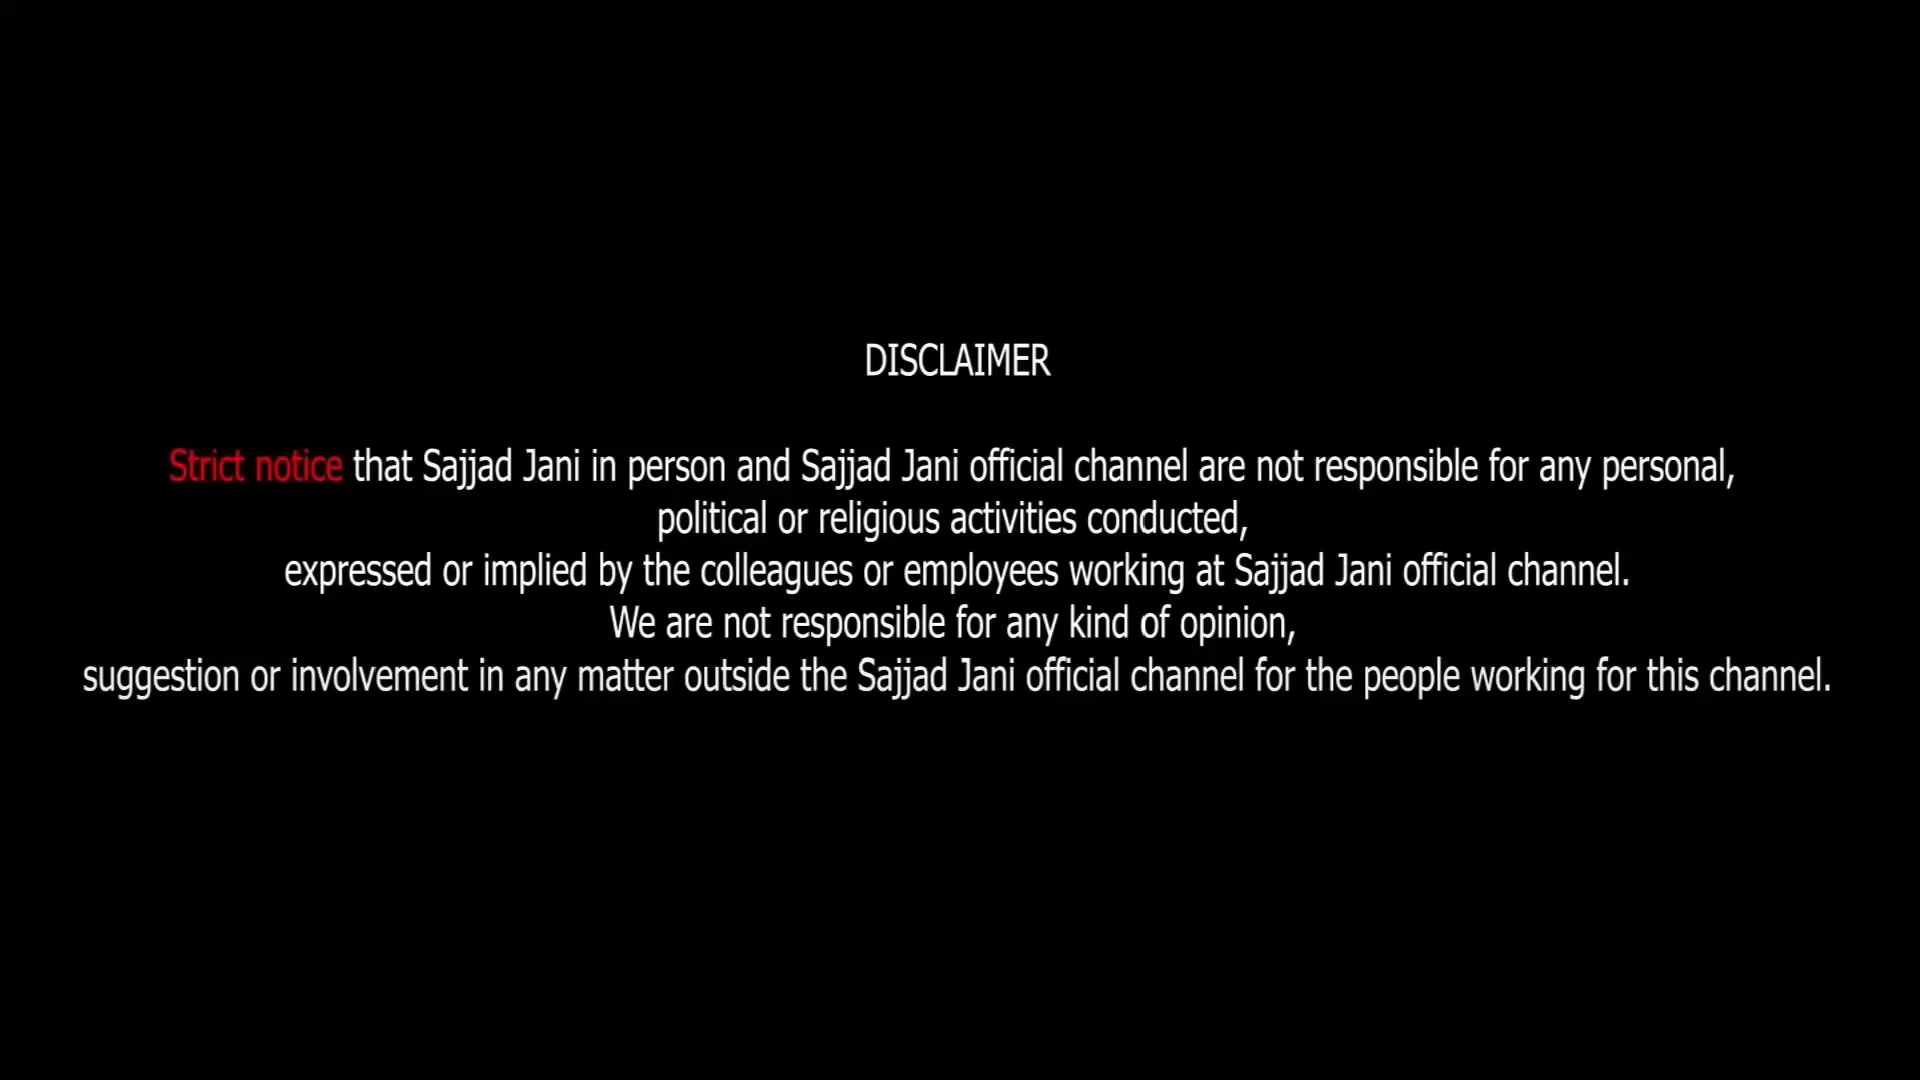 DISCLAIMER
Strict notice that Sajjad Jani in person and Sajjad Jani official channel are not responsible for any personal,
political or religious activities conducted,
expressed or implied by the colleagues or employees working at Sajjad Jani official channel.
We are not responsible for any kind of opinion,
suggestion or involvement in any matter outside the Sajjad Jani official channel for the people working for this channel.